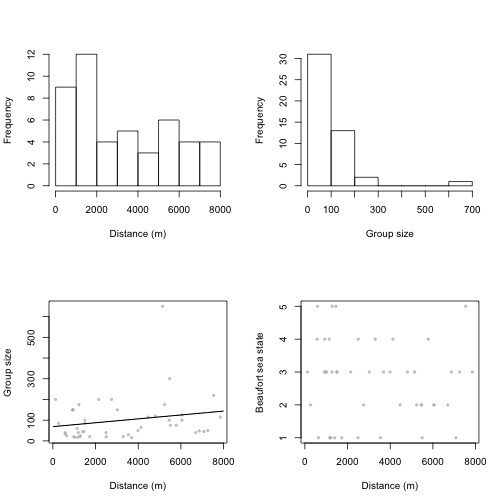 Frequency
0 2 4 6 8 10 12
0 2000 4000 6000 8000
Distance (m)
Frequency
0 5 10 15 20 25 30
0 100 300 500 700
Group size
Group size
0 100 300 500
0 2000 4000 6000 8000
Distance (m)
Beaufort sea state
1 2 3 4 5
0 2000 4000 6000 8000
Distance (m)